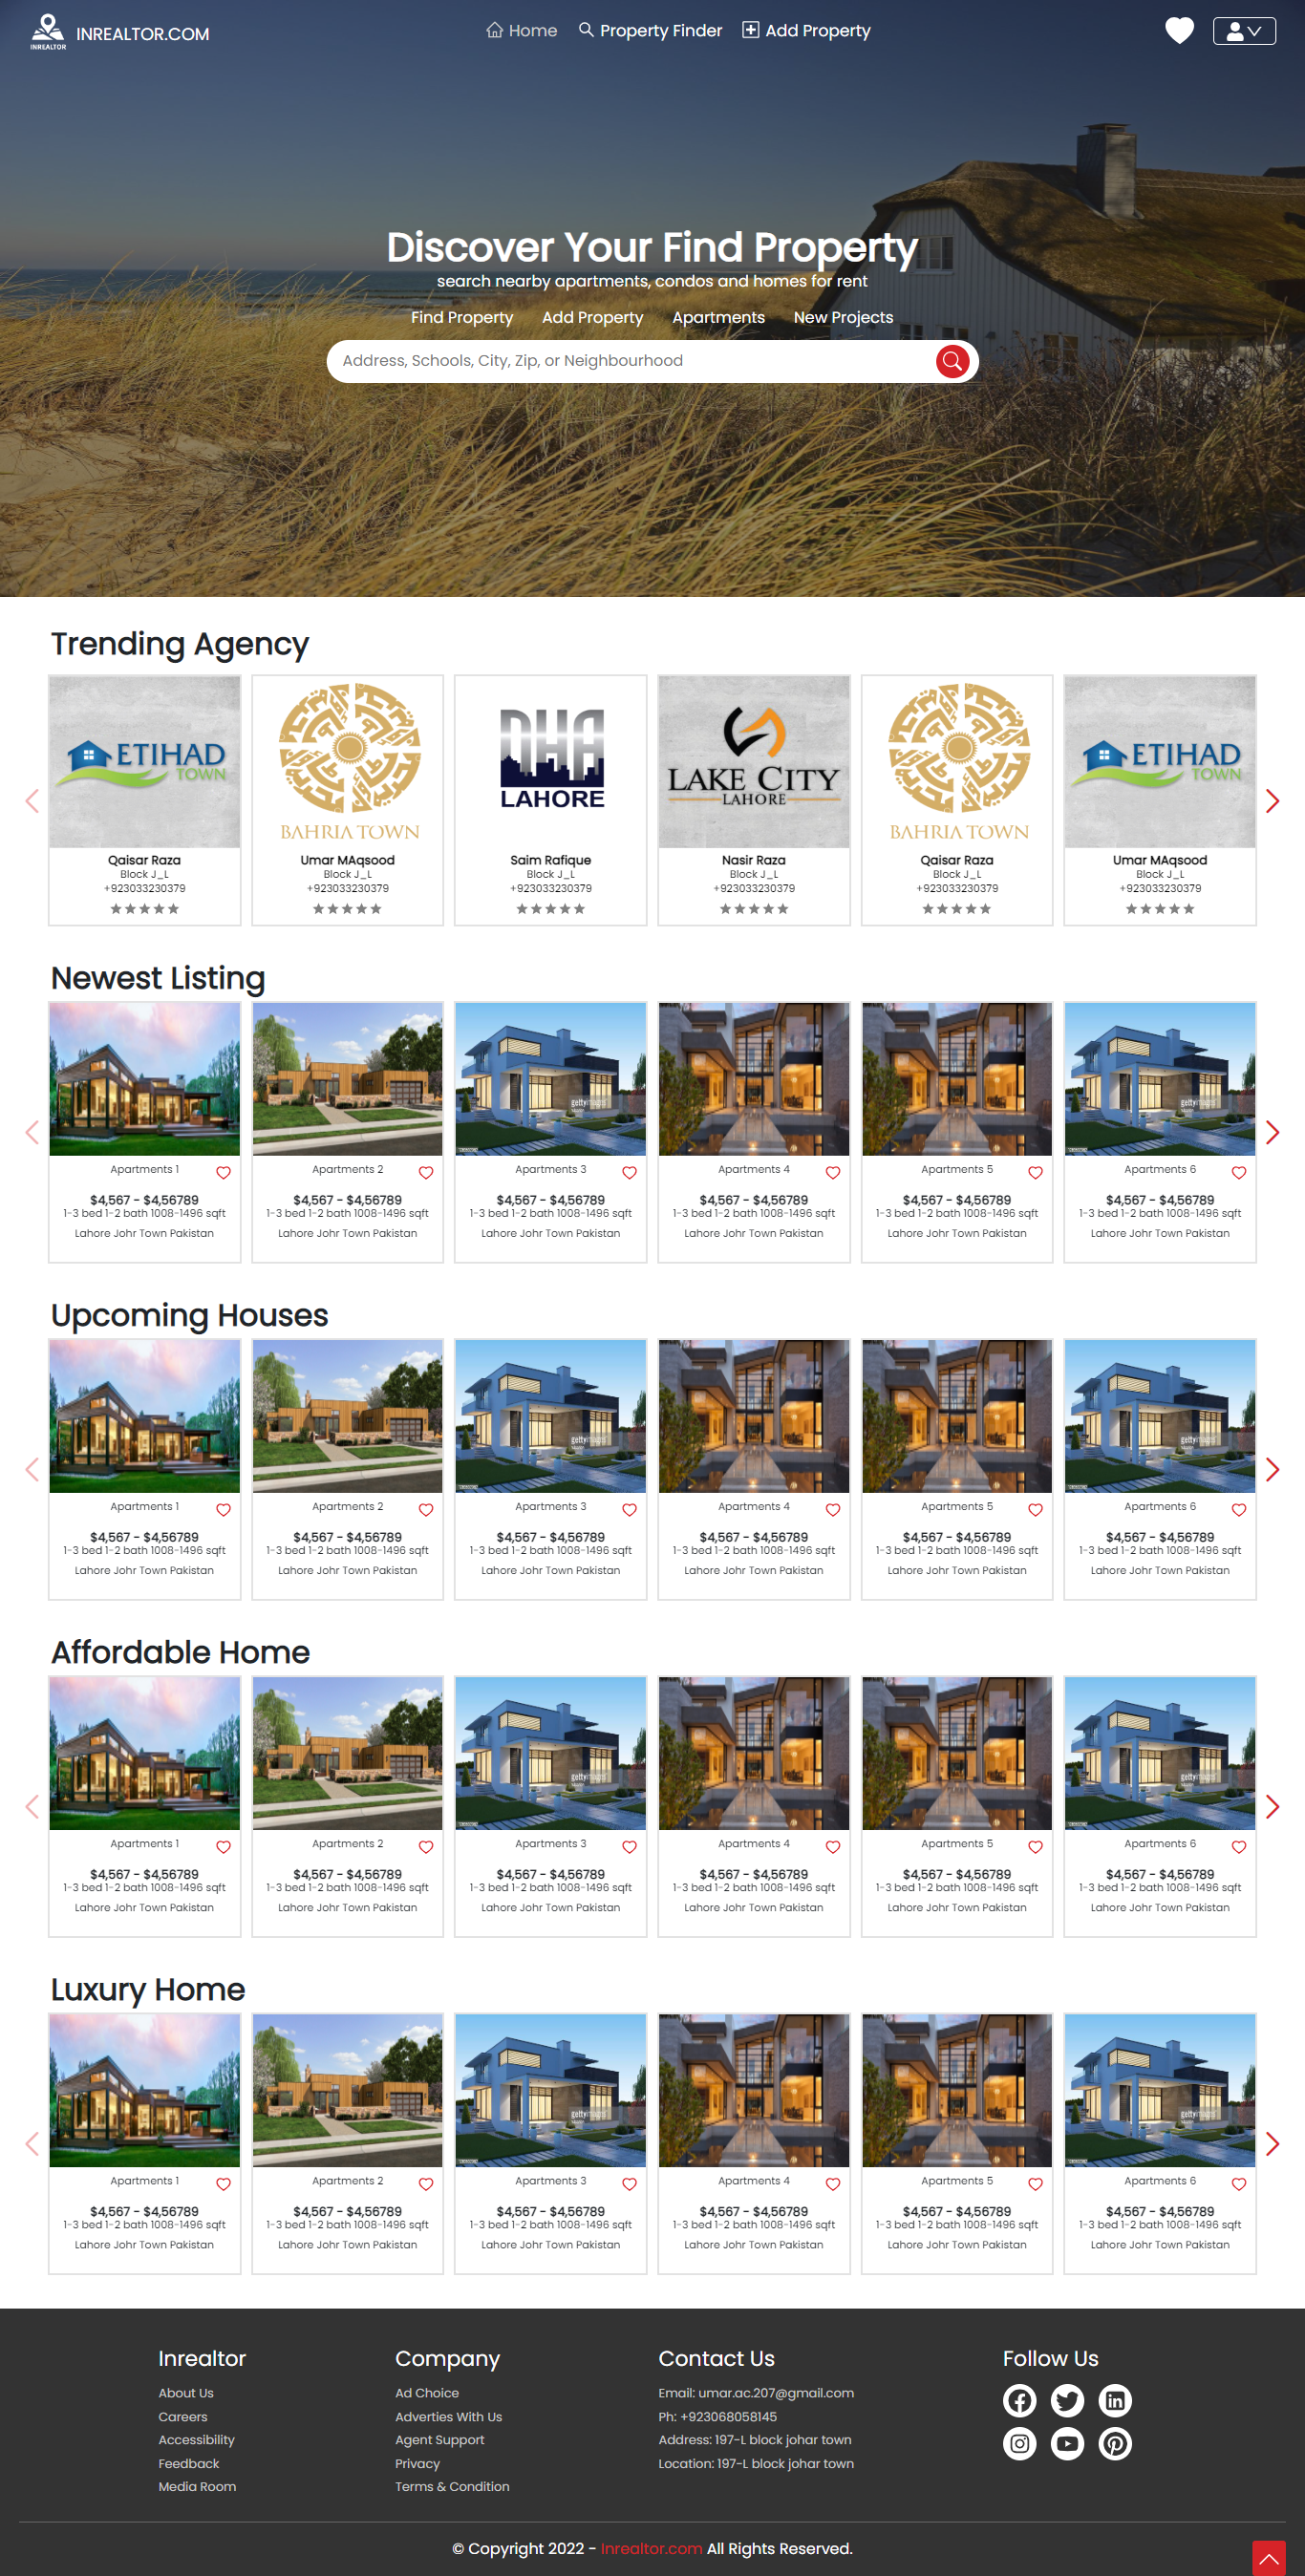 INREALTOR
INREALTOR.COM
Home
Property Finder
Add Property
Discover Your Find Property
search nearby apartments, condos and homes for rent
Find Property Add Property Apartments New Projects
Address, Schools, City, Zip, or Neighbourhood
Trending Agency
ETIHAD
TOWN
BAHRIA TOWN
DHA
LAHORE
LAKE CITY
LAHORE
BAHRIA TOWN
ETIHAD
TOWN
Qaisar Raza Umar MAqsood Saim Rafique Nasir Raza Qaisar Raza Umar MAqsood
Block J_L Block J_L Block J_L Block J_L Block J_L Block J_L
+923033230379 +923033230379 +923033230379 +923033230379 +923033230379 +923033230379
Newest Listing
gettyimages gettyimages
Apartments 1 Apartments 2 Apartments 3 Apartments 4 Apartments 5 Apartments 6
$4,567 - $4,56789 $4,567 - $4,56789 $4,567 - $4,56789 $4,567 - $4,56789 $4,567 - $4,56789 $4,567 - $4,56789
1-3 bed 1-2 bath 1008-1496 sqft 1-3 bed 1-2 bath 1008-1496 sqft 1-3 bed 1-2 bath 1008-1496 sqft 1-3 bed 1-2 bath 1008-1496 sqft 1-3 bed 1-2 bath 1008-1496 sqft 1-3 bed 1-2 bath 1008-1496 sqft
Lahore Johr Town Pakistan Lahore Johr Town Pakistan Lahore Johr Town Pakistan Lahore Johr Town Pakistan Lahore Johr Town Pakistan Lahore Johr Town Pakistan
Upcoming Houses
gettyimages gettyimages
Apartments 1 Apartments 2 Apartments 3 Apartments 4 Apartments 5 Apartments 6
$4,567 - $4,56789 $4,567 - $4,56789 $4,567 - $4,56789 $4,567 - $4,56789 $4,567 - $4,56789 $4,567 - $4,56789
1-3 bed 1-2 bath 1008-1496 sqft 1-3 bed 1-2 bath 1008-1496 sqft 1-3 bed 1-2 bath 1008-1496 sqft 1-3 bed 1-2 bath 1008-1496 sqft 1-3 bed 1-2 bath 1008-1496 sqft 1-3 bed 1-2 bath 1008-1496 sqft
Lahore Johr Town Pakistan Lahore Johr Town Pakistan Lahore Johr Town Pakistan Lahore Johr Town Pakistan Lahore Johr Town Pakistan Lahore Johr Town Pakistan
Affordable Home
gettyimages gettyimages
Apartments 1 Apartments 2 Apartments 3 Apartments 4 Apartments 5 Apartments 6
$4,567 - $4,56789 $4,567 - $4,56789 $4,567 - $4,56789 $4,567 - $4,56789 $4,567 - $4,56789 $4,567 - $4,56789
1-3 bed 1-2 bath 1008-1496 sqft 1-3 bed 1-2 bath 1008-1496 sqft 1-3 bed 1-2 bath 1008-1496 sqft 1-3 bed 1-2 bath 1008-1496 sqft 1-3 bed 1-2 bath 1008-1496 sqft 1-3 bed 1-2 bath 1008-1496 sqft
Lahore Johr Town Pakistan Lahore Johr Town Pakistan Lahore Johr Town Pakistan Lahore Johr Town Pakistan Lahore Johr Town Pakistan Lahore Johr Town Pakistan
Luxury Home
gettyimages gettyimages
Apartments 1 Apartments 2 Apartments 3 Apartments 4 Apartments 5 Apartments 6
$4,567 - $4,56789 $4,567 - $4,56789 $4,567 - $4,56789 $4,567 - $4,56789 $4,567 - $4,56789 $4,567 - $4,56789
1-3 bed 1-2 bath 1008-1496 sqft 1-3 bed 1-2 bath 1008-1496 sqft 1-3 bed 1-2 bath 1008-1496 sqft 1-3 bed 1-2 bath 1008-1496 sqft 1-3 bed 1-2 bath 1008-1496 sqft 1-3 bed 1-2 bath 1008-1496 sqft
Lahore Johr Town Pakistan Lahore Johr Town Pakistan Lahore Johr Town Pakistan Lahore Johr Town Pakistan Lahore Johr Town Pakistan Lahore Johr Town Pakistan
Inrealtor
About Us
Careers
Accessibility
Feedback
Media Room
Company
Ad Choice
Adverties With Us
Agent Support
Privacy
Terms & Condition
Contact Us
Email: umar.ac.207@gmail.com
Ph: +923068058145
Address: 197-L block johar town
Location: 197-L block johar town
Follow Us
© Copyright 2022 - Inrealtor.com All Rights Reserved.